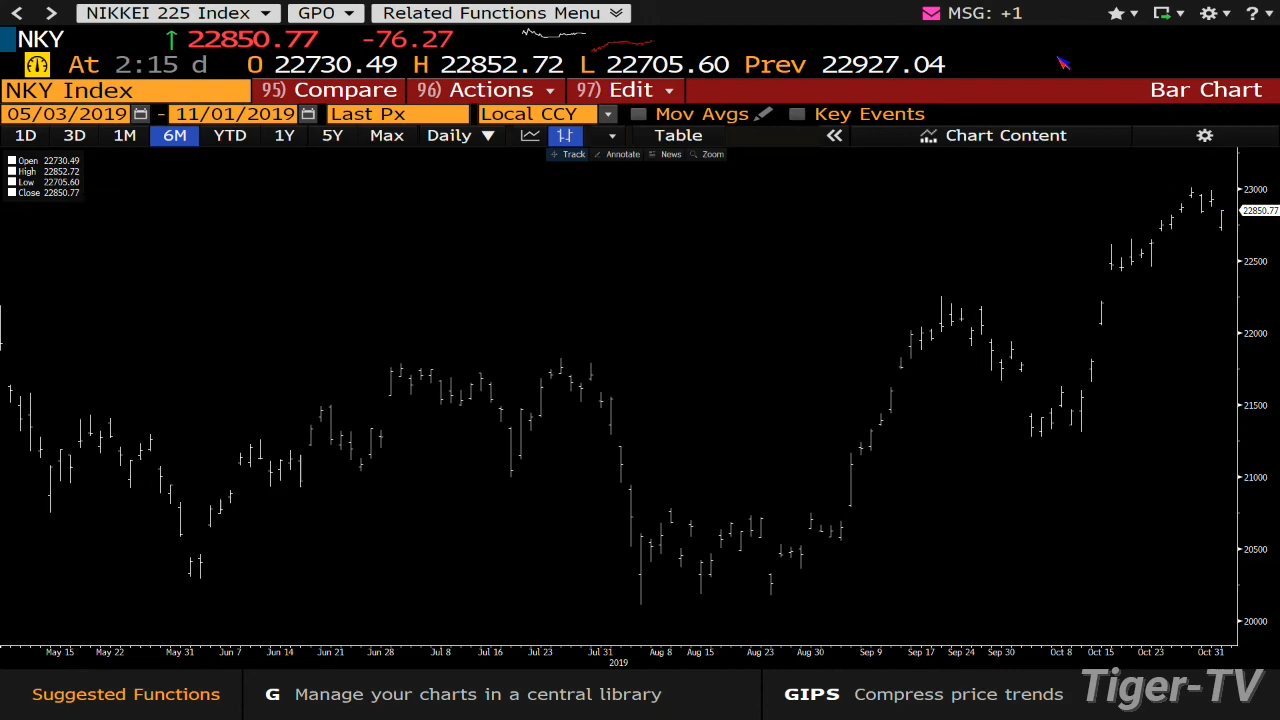 NIKKEI 225 Index GPO Related Functions Menu MSG: +1 ?
NKY 22850.77 -76.27
At 2:15 d O 22730.49 H 22852.72 L 22705.60 Prev 22927.04
NKY Index 95) Compare 96) Actions 97) Edit Bar Chart
05/03/2019 - 11/01/2019 Last Px Local CCY Mov Avgs Key Events
1D 3D 1M 6M YTD 1Y 5Y Max Daily Table Chart Content
Track Annotate News Zoom
Open 22730.49
High 22852.72
Low 22705.60
Close 22850.77
23000
22850.77
22500
22000
21500
21000
20500
20000
May 15 May 22 May 31 Jun 7 Jun 14 Jun 21 Jun 28 Jul 8 Jul 16 Jul 23 Jul 31 Aug 8 Aug 15 Aug 23 Aug 30 Sep 9 Sep 17 Sep 24 Sep 30 Oct 8 Oct 15 Oct 23 Oct 31
2019
Suggested Functions G Manage your charts in a central library GIPS Compress price trends
Tiger-TV